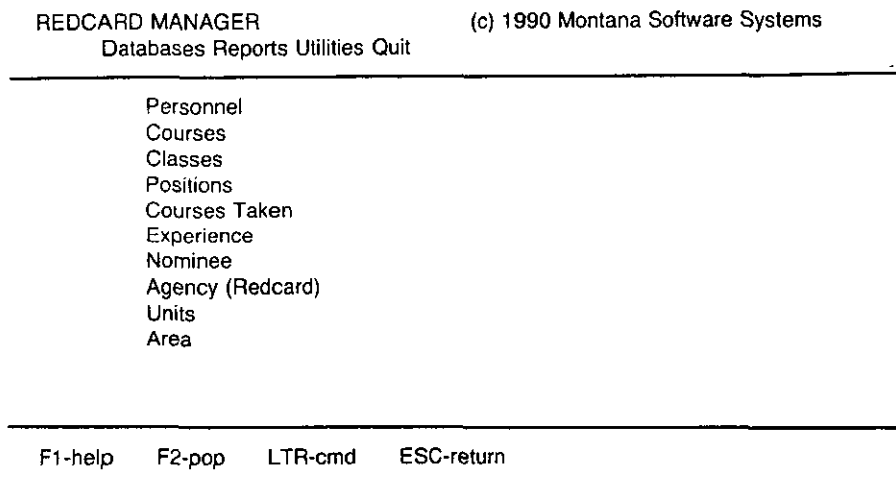 REDCARD MANAGER (c) 1990 Montana Software Systems
Databases Reports Utilities Quit
Personnel
Courses
Classes
Positions
Courses Taken
Experience
Nominee
Agency (Redcard)
Units
Area
F1-help F2-pop LTR-cmd ESC-return